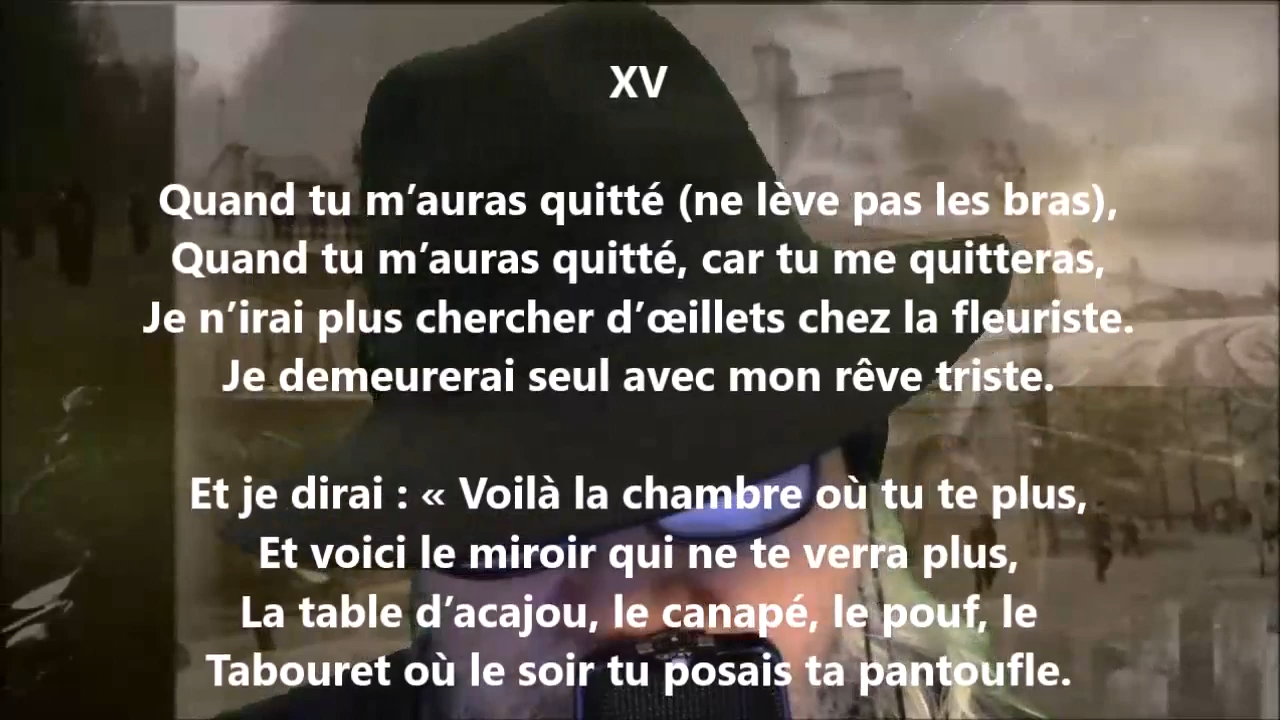 XV
Quand tu m’auras quitté (ne lève pas les bras),
Quand tu m’auras quitté, car tu me quitteras,
Je n’irai plus chercher d’œillets chez la fleuriste.
Je demeurerai seul avec mon rêve triste.
Et je dirai : « Voilà la chambre où tu te plus,
Et voici le miroir qui ne te verra plus,
La table d’acajou, le canapé, le pouf, le
Tabouret où le soir tu posais ta pantoufle.